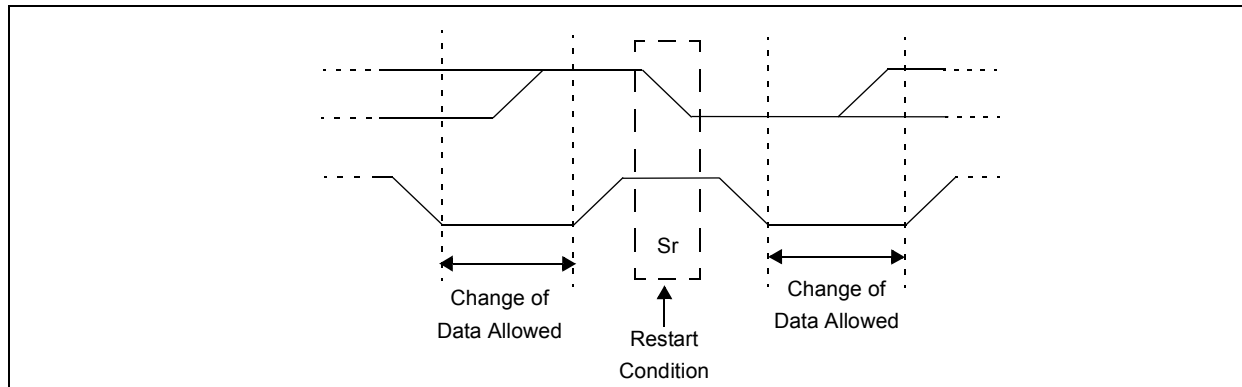 Sr
Change of
Data Allowed
Restart
Condition
Change of
Data Allowed